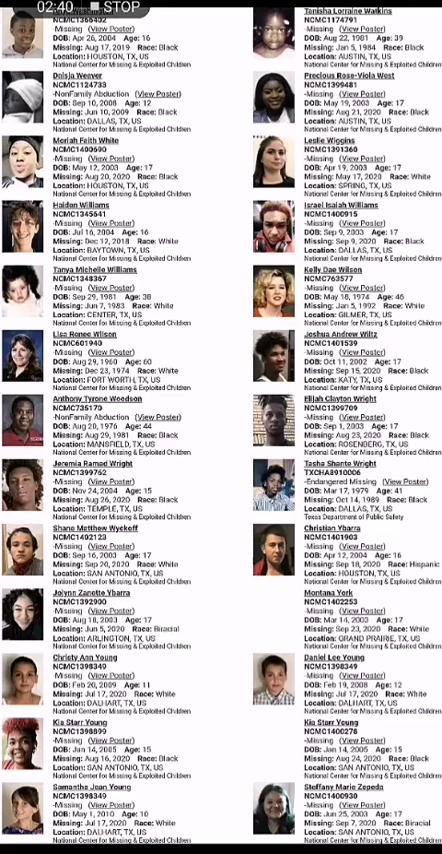 02:40 STOP
NCMC1366402
-Missing
DOB: Apr 26, 2004 Age: 16
Missing: Aug 17, 2019 Race: Black
Location: HOUSTON, TX, US
National Center for Missing & Exploited Children
Daisja Weaver
NCMC1124733
-NonFamily Abduction (View Poster)
DOB: Sep 10, 2008 Age: 12
Missing: Jun 10, 2009 Race: Black
Location: DALLAS, TX, US
National Center for Missing & Exploited Children
Moriah Faith White
NCMC1400690
-Missing (View Poster)
DOB: May 12, 2003 Age: 17
Missing: Aug 20, 2020 Race: Black
Location: HOUSTON, TX, US
National Center for Missing & Exploited Children
Haiden Williams
NCMC1345641
-Missing (View Poster)
DOB: Jul 16, 2004 Age: 16
Missing: Dec 12, 2018 Race: White
Location: BAYTOWN, TX, US
National Center for Missing & Exploited Children
Tanya Michelle Williams
NCMC1348367
-Missing (View Poster)
DOB: Sep 29, 1981 Age: 38
Missing: Jun 7, 1983 Race: White
Location: CENTER, TX, US
National Center for Missing & Exploited Children
Lisa Renee Wilson
NCMC601940
-Missing (View Poster)
DOB: Aug 29, 1960 Age: 60
Missing: Dec 23, 1974 Race: White
Location: FORT WORTH, TX, US
National Center for Missing & Exploited Children
Anthony Tyrone Woodson
NCMC735170
-NonFamily Abduction (View Poster)
DOB: Aug 20, 1976 Age: 44
Missing: Aug 29, 1981 Race: Black
Location: MANSFIELD, TX, US
National Center for Missing & Exploited Children
Jeremia Ramad Wright
NCMC1399762
-Missing (View Poster)
DOB: Nov 24, 2004 Age: 15
Missing: Aug 26, 2020 Race: Black
Location: TEMPLE, TX, US
National Center for Missing & Exploited Children
Shane Matthew Wyckoff
NCMC1402123
-Missing (View Poster)
DOB: Sep 16, 2003 Age: 17
Missing: Sep 20, 2020 Race: White
Location: SAN ANTONIO, TX, US
National Center for Missing & Exploited Children
Jolynn Zanette Ybarra
NCMC1392900
-Missing (View Poster)
DOB: Aug 18, 2003 Age: 17
Missing: Jun 5, 2020 Race: Biracial
Location: ARLINGTON, TX, US
National Center for Missing & Exploited Children
Christy Ann Young
NCMC1398349
-Missing (View Poster)
DOB: Feb 20, 2009 Age: 11
Missing: Jul 17, 2020 Race: White
Location: DALHART, TX, US
National Center for Missing & Exploited Children
Kia Starr Young
NCMC1398899
-Missing (View Poster)
DOB: Jun 14, 2005 Age: 15
Missing: Aug 16, 2020 Race: Black
Location: SAN ANTONIO, TX, US
National Center for Missing & Exploited Children
Samantha Jean Young
NCMC1398349
-Missing (View Poster)
DOB: May 1, 2010 Age: 10
Missing: Jul 17, 2020 Race: White
Location: DALHART, TX, US
National Center for Missing & Exploited Children
Tanisha Lorraine Watkins
NCMC1174791
-Missing (View Poster)
DOB: Aug 22, 1981 Age: 39
Missing: Jan 5, 1984 Race: Black
Location: AUSTIN, TX, US
National Center for Missing & Exploited Children
Precious Rose-Viola West
NCMC1399481
-Missing (View Poster)
DOB: May 19, 2003 Age: 17
Missing: Aug 21, 2020 Race: Black
Location: AUSTIN, TX, US
National Center for Missing & Exploited Children
Leslie Wiggins
NCMC1391360
-Missing (View Poster)
DOB: Apr 19, 2003 Age: 17
Missing: May 17, 2020 Race: White
Location: SPRING, TX, US
National Center for Missing & Exploited Children
Israel Isaiah Williams
NCMC1400915
-Missing (View Poster)
DOB: Sep 9, 2003 Age: 17
Missing: Sep 9, 2020 Race: Black
Location: DALLAS, TX, US
National Center for Missing & Exploited Children
Kelly Dae Wilson
NCMC763577
-Missing (View Poster)
DOB: May 18, 1974 Age: 46
Missing: Jan 5, 1992 Race: White
Location: GILMER, TX, US
National Center for Missing & Exploited Children
Joshua Andrew Wiltz
NCMC1401539
-Missing (View Poster)
DOB: Oct 11, 2002 Age: 17
Missing: Sep 15, 2020 Race: Black
Location: KATY, TX, US
National Center for Missing & Exploited Children
Elijah Clayton Wright
NCMC1399709
-Missing (View Poster)
DOB: Sep 1, 2003 Age: 17
Missing: Aug 23, 2020 Race: Black
Location: ROSENBERG, TX, US
National Center for Missing & Exploited Children
Tasha Shante Wright
TXCHA8910006
-Endangered Missing (View Poster)
DOB: Mar 17, 1979 Age: 41
Missing: Oct 14, 1989 Race: Black
Location: DALLAS, TX, US
Texas Department of Public Safety
Christian Ybarra
NCMC1401903
-Missing (View Poster)
DOB: Apr 12, 2004 Age: 16
Missing: Sep 18, 2020 Race: Hispanic
Location: HOUSTON, TX, US
National Center for Missing & Exploited Children
Montana York
NCMC1402253
-Missing (View Poster)
DOB: Mar 14, 2003 Age: 17
Missing: Sep 23, 2020 Race: White
Location: GRAND PRAIRIE, TX, US
National Center for Missing & Exploited Children
Daniel Lee Young
NCMC1398349
-Missing (View Poster)
DOB: Feb 19, 2008 Age: 12
Missing: Jul 17, 2020 Race: White
Location: DALHART, TX, US
National Center for Missing & Exploited Children
Kia Starr Young
NCMC1400278
-Missing (View Poster)
DOB: Jan 14, 2005 Age: 15
Missing: Aug 24, 2020 Race: Black
Location: SAN ANTONIO, TX, US
National Center for Missing & Exploited Children
Steffany Marie Zepeda
NCMC1400930
-Missing (View Poster)
DOB: Jun 25, 2003 Age: 17
Missing: Sep 7, 2020 Race: Biracial
Location: SAN ANTONIO, TX, US
National Center for Missing & Exploited Children